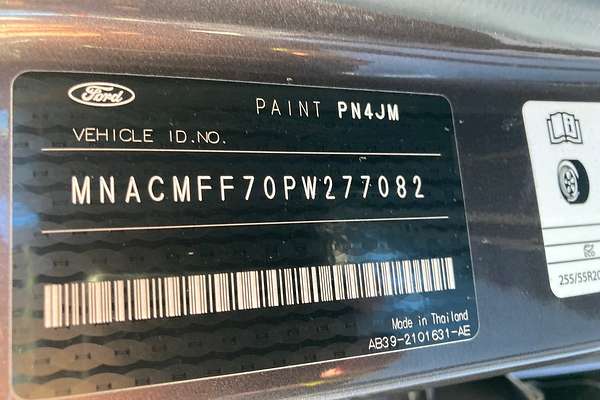 Ford
PAINT PN4JM
VEHICLE ID.NO.
MNACMFF70PW277082
Made in Thailand
AB39-2101631-AE
255/55R20